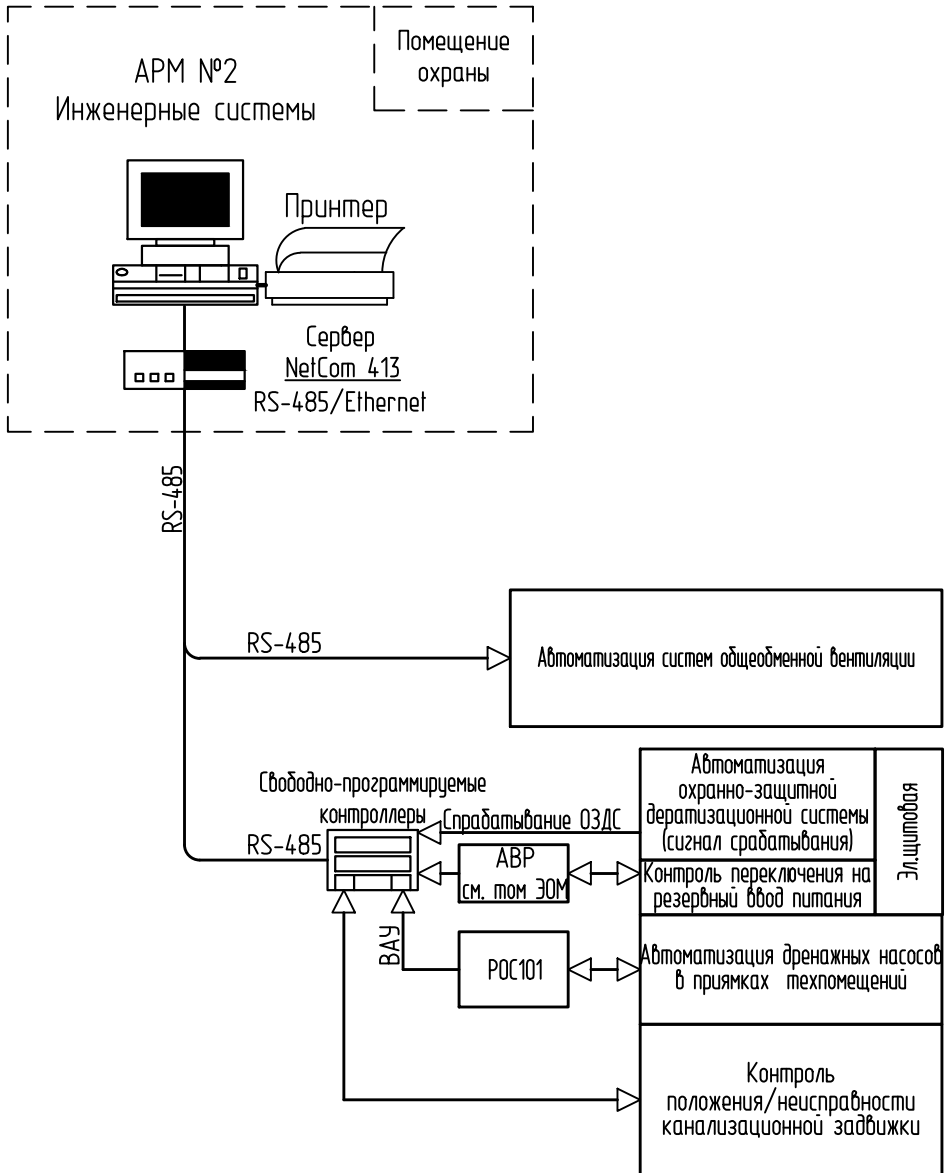 Помещение
охраны
АРМ №2
Инженерные системы
Принтер
Сервер
NetCom 413
RS-485/Ethernet
RS-485
RS-485
Автоматизация систем общеобменной вентиляции
Свободно-программируемые
контроллеры
RS-485
Спрабатывание ОЗДС
Автоматизация
охранно-защитной
дератизационной системы
(сигнал срабатывания)
Эл.щитовая
АВР
см. том ЭОМ
Контроль переключения на
резервный ввод питания
ВАУ
РОС101
Автоматизация дренажных насосов
в приямках техпомещений
Контроль
положения/неисправности
канализационной задвижки